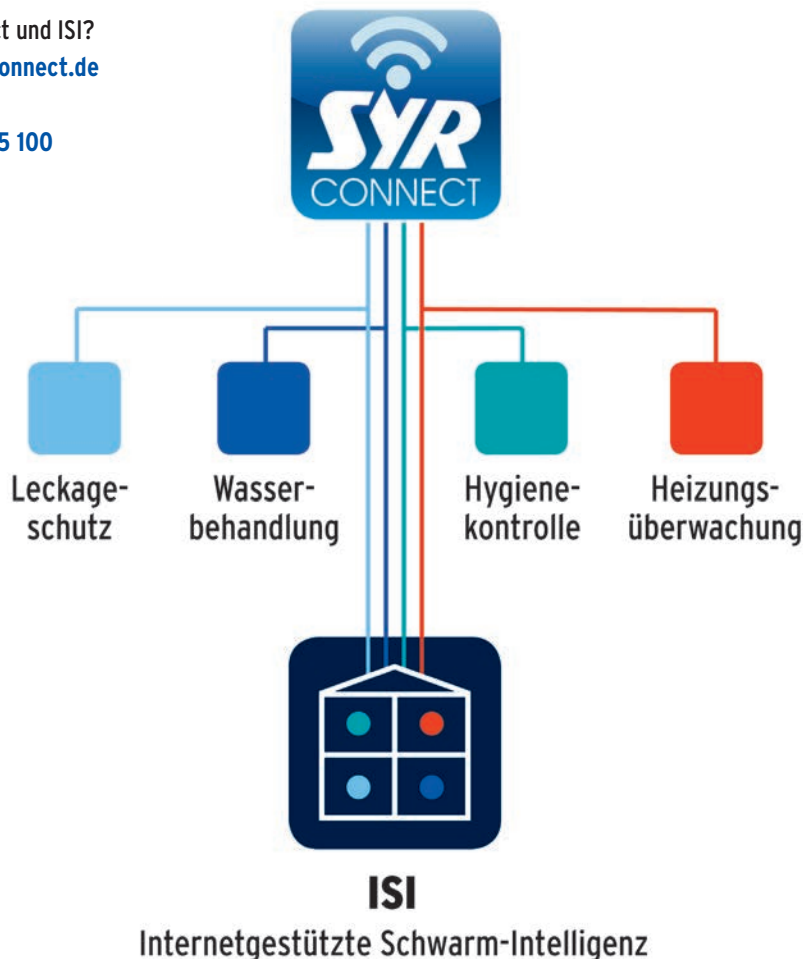 ct und ISI?
onnect.de
5 100
SYR
CONNECT
Leckage-
schutz
Wasser-
behandlung
Hygiene-
kontrolle
Heizungs-
überwachung
ISI
Internetgestützte Schwarm-Intelligenz